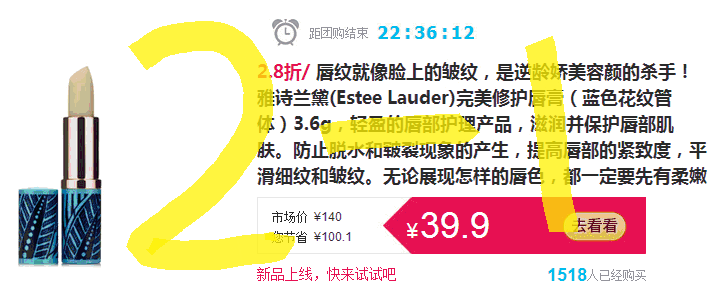 距团购结束 22:36:12
2.8折/ 唇纹就像脸上的皱纹，是逆龄娇美容颜的杀手！
雅诗兰黛(Estee Lauder)完美修护唇膏（蓝色花纹管
体）3.6g，轻盈的唇部护理产品，滋润并保护唇部肌
肤。防止脱水和皲裂现象的产生，提高唇部的紧致度，平
滑细纹和皱纹。无论展现怎样的唇色，都一定要先有柔嫩
市场价 ¥140
您节省 ¥100.1
¥39.9
去看看
新品上线，快来试试吧
1518人已经购买
2-1